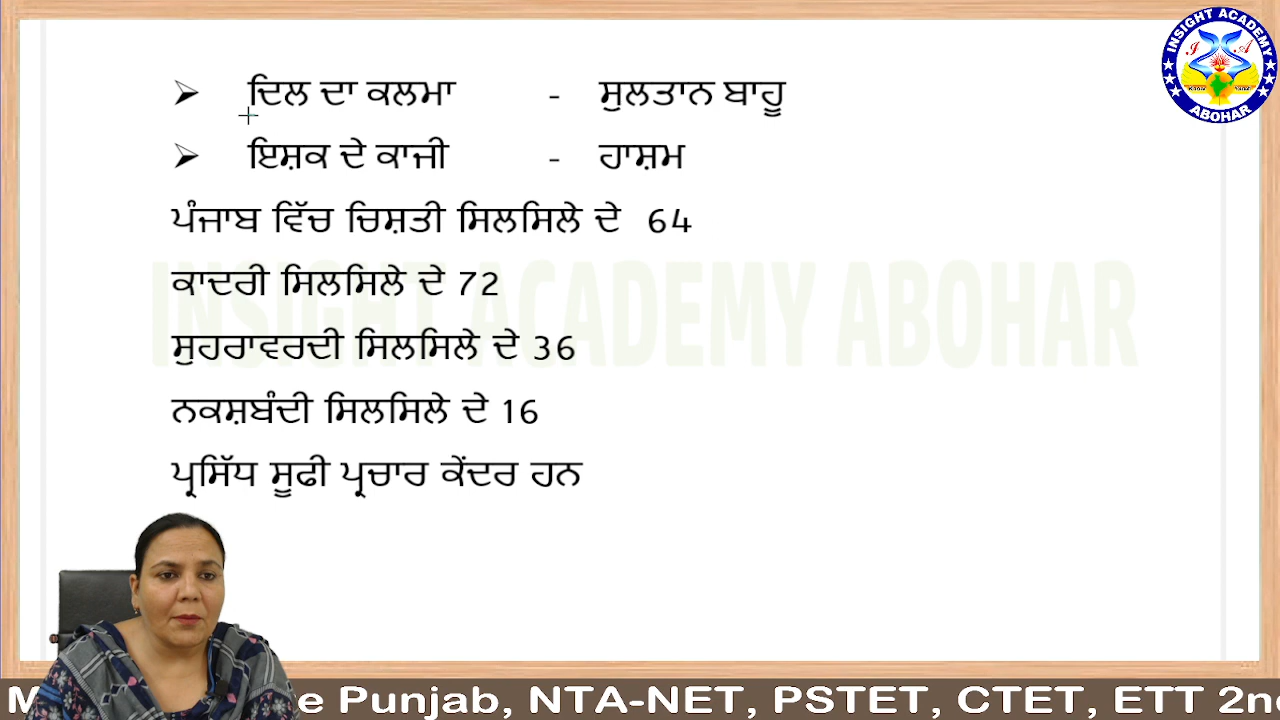 ਦਿਲ ਦਾ ਕਲਮਾ - ਸੁਲਤਾਨ ਬਾਹੂ
ਇਸ਼ਕ ਦੇ ਕਾਜੀ - ਹਾਸ਼ਮ
ਪੰਜਾਬ ਵਿੱਚ ਚਿਸ਼ਤੀ ਸਿਲਸਿਲੇ ਦੇ 64
ਕਾਦਰੀ ਸਿਲਸਿਲੇ ਦੇ 72
ਸੁਹਰਾਵਰਦੀ ਸਿਲਸਿਲੇ ਦੇ 36
ਨਕਸ਼ਬੰਦੀ ਸਿਲਸਿਲੇ ਦੇ 16
ਪ੍ਰਸਿੱਧ ਸੂਫੀ ਪ੍ਰਚਾਰ ਕੇਂਦਰ ਹਨ
INSIGHT ACADEMY ABOHAR
INSIGHT ACADEMY
I A
ABOHAR
Punjab, NTA-NET, PSTET, CTET, ETT